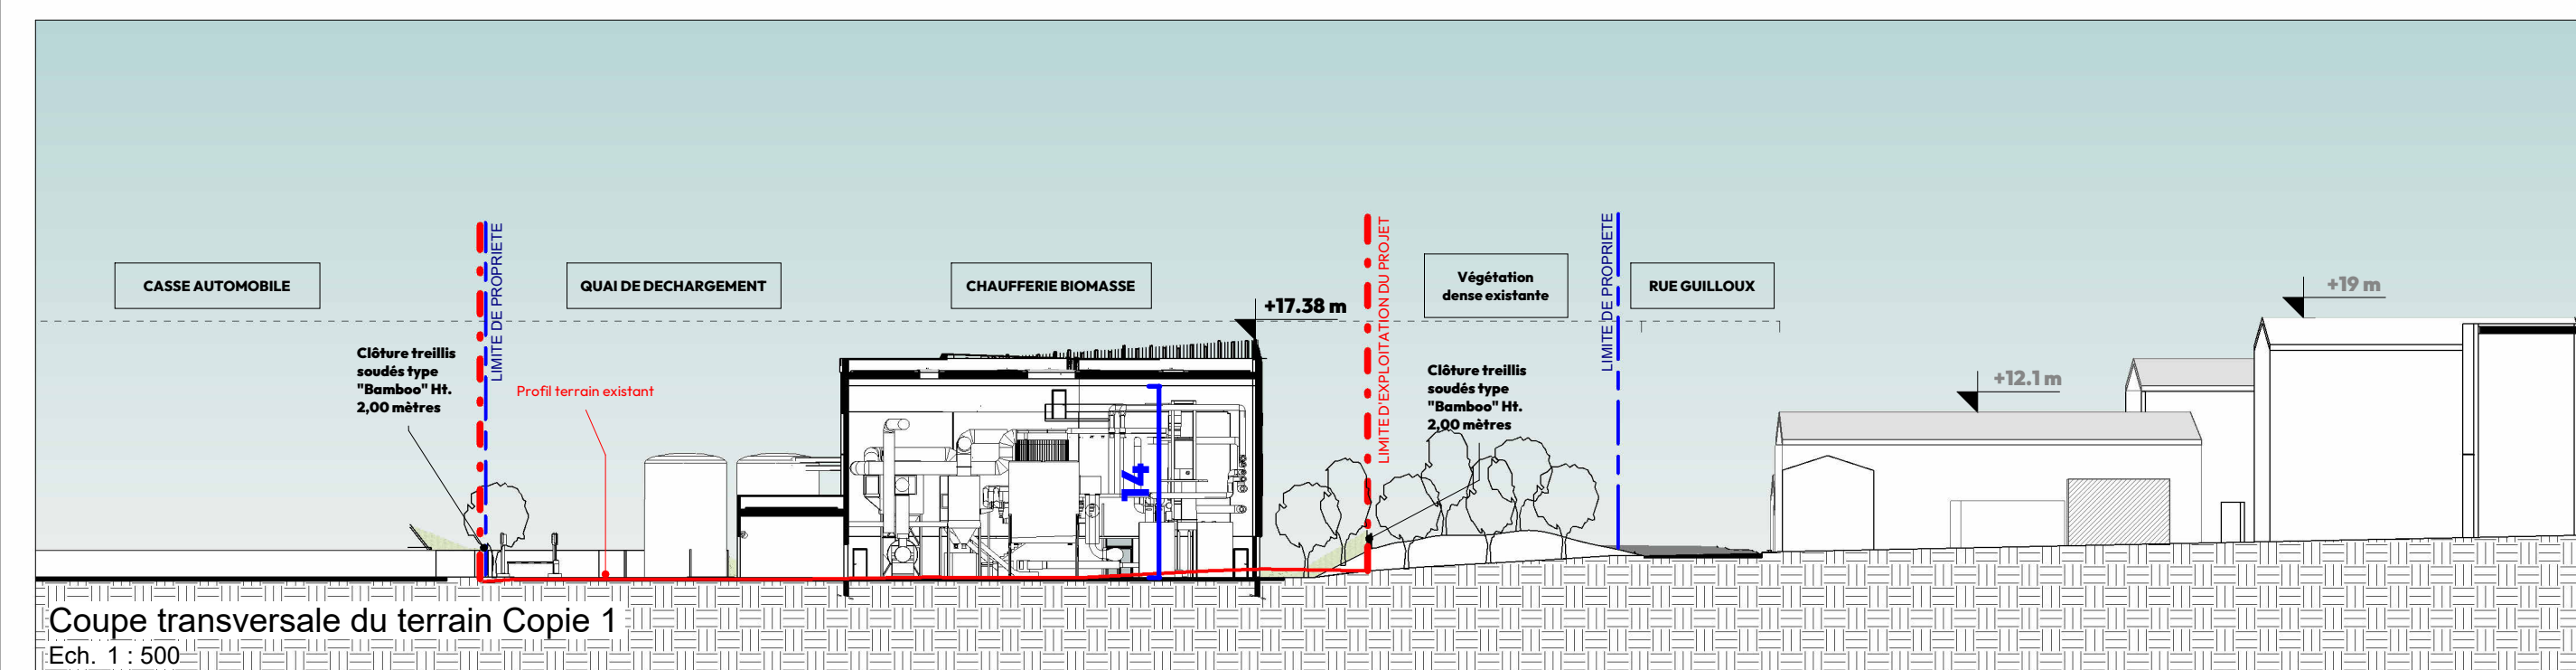 LIMITE DE PROPRIETE
LIMITE D'EXPLOITATION DU PROJET
LIMITE DE PROPRIETE
CASSE AUTOMOBILE
QUAI DE DECHARGEMENT
CHAUFFERIE BIOMASSE
Végétation
dense existante
RUE GUILLOUX
+17.38 m
+19 m
+12.1 m
Clôture treillis
soudés type
"Bamboo" Ht.
2,00 mètres
Profil terrain existant
Clôture treillis
soudés type
"Bamboo" Ht.
2,00 mètres
14
Coupe transversale du terrain Copie 1
Ech. 1 : 500